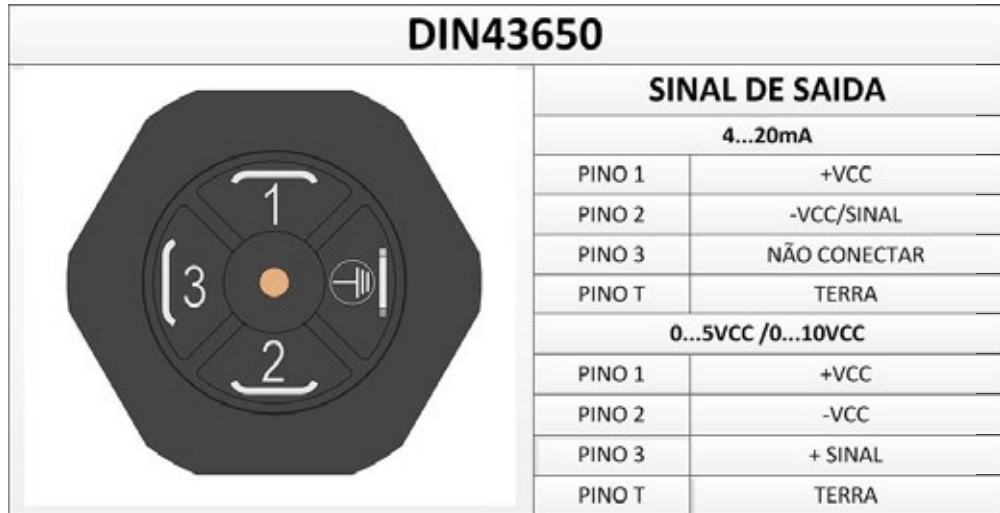 DIN43650
1
3
2
SINAL DE SAIDA
4...20mA
PINO 1 +VCC
PINO 2 -VCC/SINAL
PINO 3 NÃO CONECTAR
PINO T TERRA
0...5VCC /0...10VCC
PINO 1 +VCC
PINO 2 -VCC
PINO 3 + SINAL
PINO T TERRA